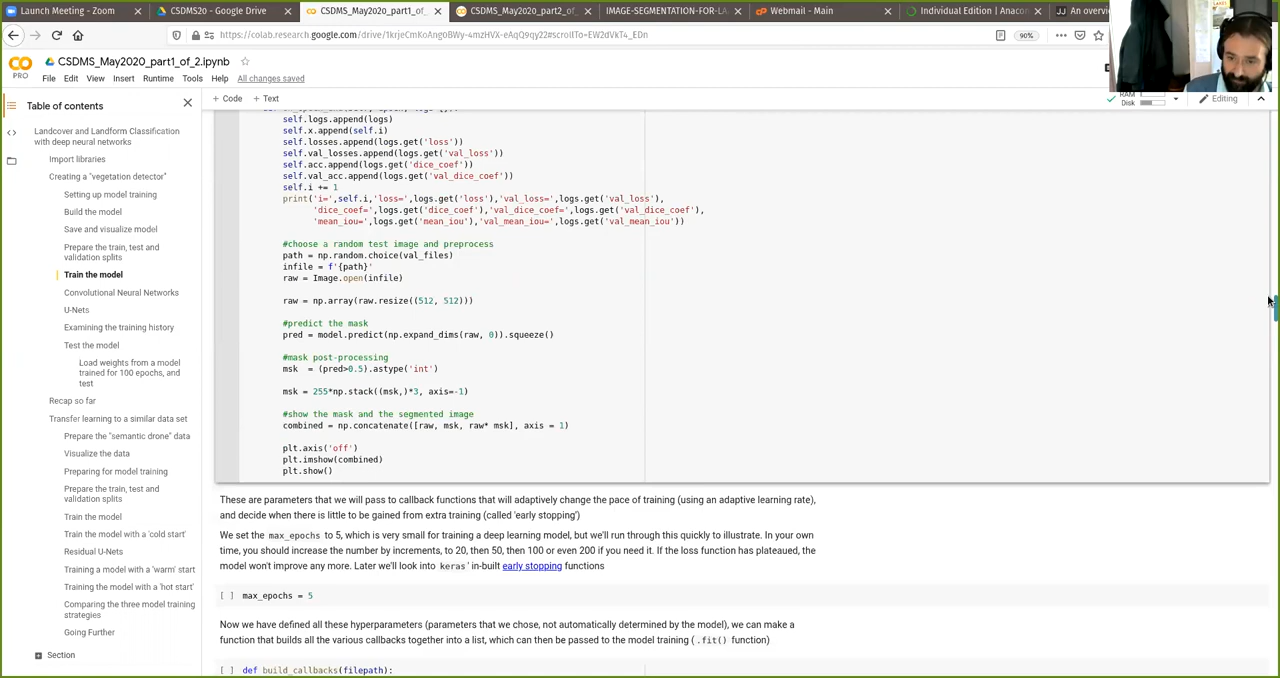 Launch Meeting - Zoom
CSDMS20 - Google Drive
CSDMS_May2020_part1_of_
CSDMS_May2020_part2_of_
IMAGE-SEGMENTATION-FOR-LA
Webmail - Main
Individual Edition | Anacon
An overvi
https://colab.research.google.com/drive/1krjeCmKoAngo8Wy-4mzHVX-eAqQ9qy22#scrollTo=EW2dVkT4_EDn
90%
CO
PRO
CSDMS_May2020_part1_of_2.ipynb
File Edit View Insert Runtime Tools Help All changes saved
+ Code + Text
RAM
Disk
Editing
Table of contents
Landcover and Landform Classification
with deep neural networks
Import libraries
Creating a "vegetation detector"
Setting up model training
Build the model
Save and visualize model
Prepare the train, test and
validation splits
Train the model
Convolutional Neural Networks
U-Nets
Examining the training history
Test the model
Load weights from a model
trained for 100 epochs, and
test
Recap so far
Transfer learning to a similar data set
Prepare the "semantic drone" data
Visualize the data
Preparing for model training
Prepare the train, test and
validation splits
Train the model
Train the model with a 'cold start'
Residual U-Nets
Training a model with a 'warm' start
Training the model with a 'hot start'
Comparing the three model training
strategies
Going Further
Section
self.logs.append(logs)
self.x.append(self.i)
self.losses.append(logs.get('loss'))
self.val_losses.append(logs.get('val_loss'))
self.acc.append(logs.get('dice_coef'))
self.val_acc.append(logs.get('val_dice_coef'))
self.i += 1
print('i=',self.i,'loss=',logs.get('loss'),'val_loss=',logs.get('val_loss'),
'dice_coef=',logs.get('dice_coef'),'val_dice_coef=',logs.get('val_dice_coef'),
'mean_iou=',logs.get('mean_iou'),'val_mean_iou=',logs.get('val_mean_iou'))
#choose a random test image and preprocess
path = np.random.choice(val_files)
infile = f'{path}'
raw = Image.open(infile)
raw = np.array(raw.resize((512, 512)))
#predict the mask
pred = model.predict(np.expand_dims(raw, 0)).squeeze()
#mask post-processing
msk  = (pred>0.5).astype('int')
msk = 255*np.stack((msk,)*3, axis=-1)
#show the mask and the segmented image
combined = np.concatenate([raw, msk, raw* msk], axis = 1)
plt.axis('off')
plt.imshow(combined)
plt.show()
These are parameters that we will pass to callback functions that will adaptively change the pace of training (using an adaptive learning rate),
and decide when there is little to be gained from extra training (called 'early stopping')
We set the max_epochs to 5, which is very small for training a deep learning model, but we'll run through this quickly to illustrate. In your own
time, you should increase the number by increments, to 20, then 50, then 100 or even 200 if you need it. If the loss function has plateaued, the
model won't improve any more. Later we'll look into keras' in-built early stopping functions
[ ] max_epochs = 5
Now we have defined all these hyperparameters (parameters that we chose, not automatically determined by the model), we can make a
function that builds all the various callbacks together into a list, which can then be passed to the model training (.fit() function)
[ ] def build_callbacks(filepath):